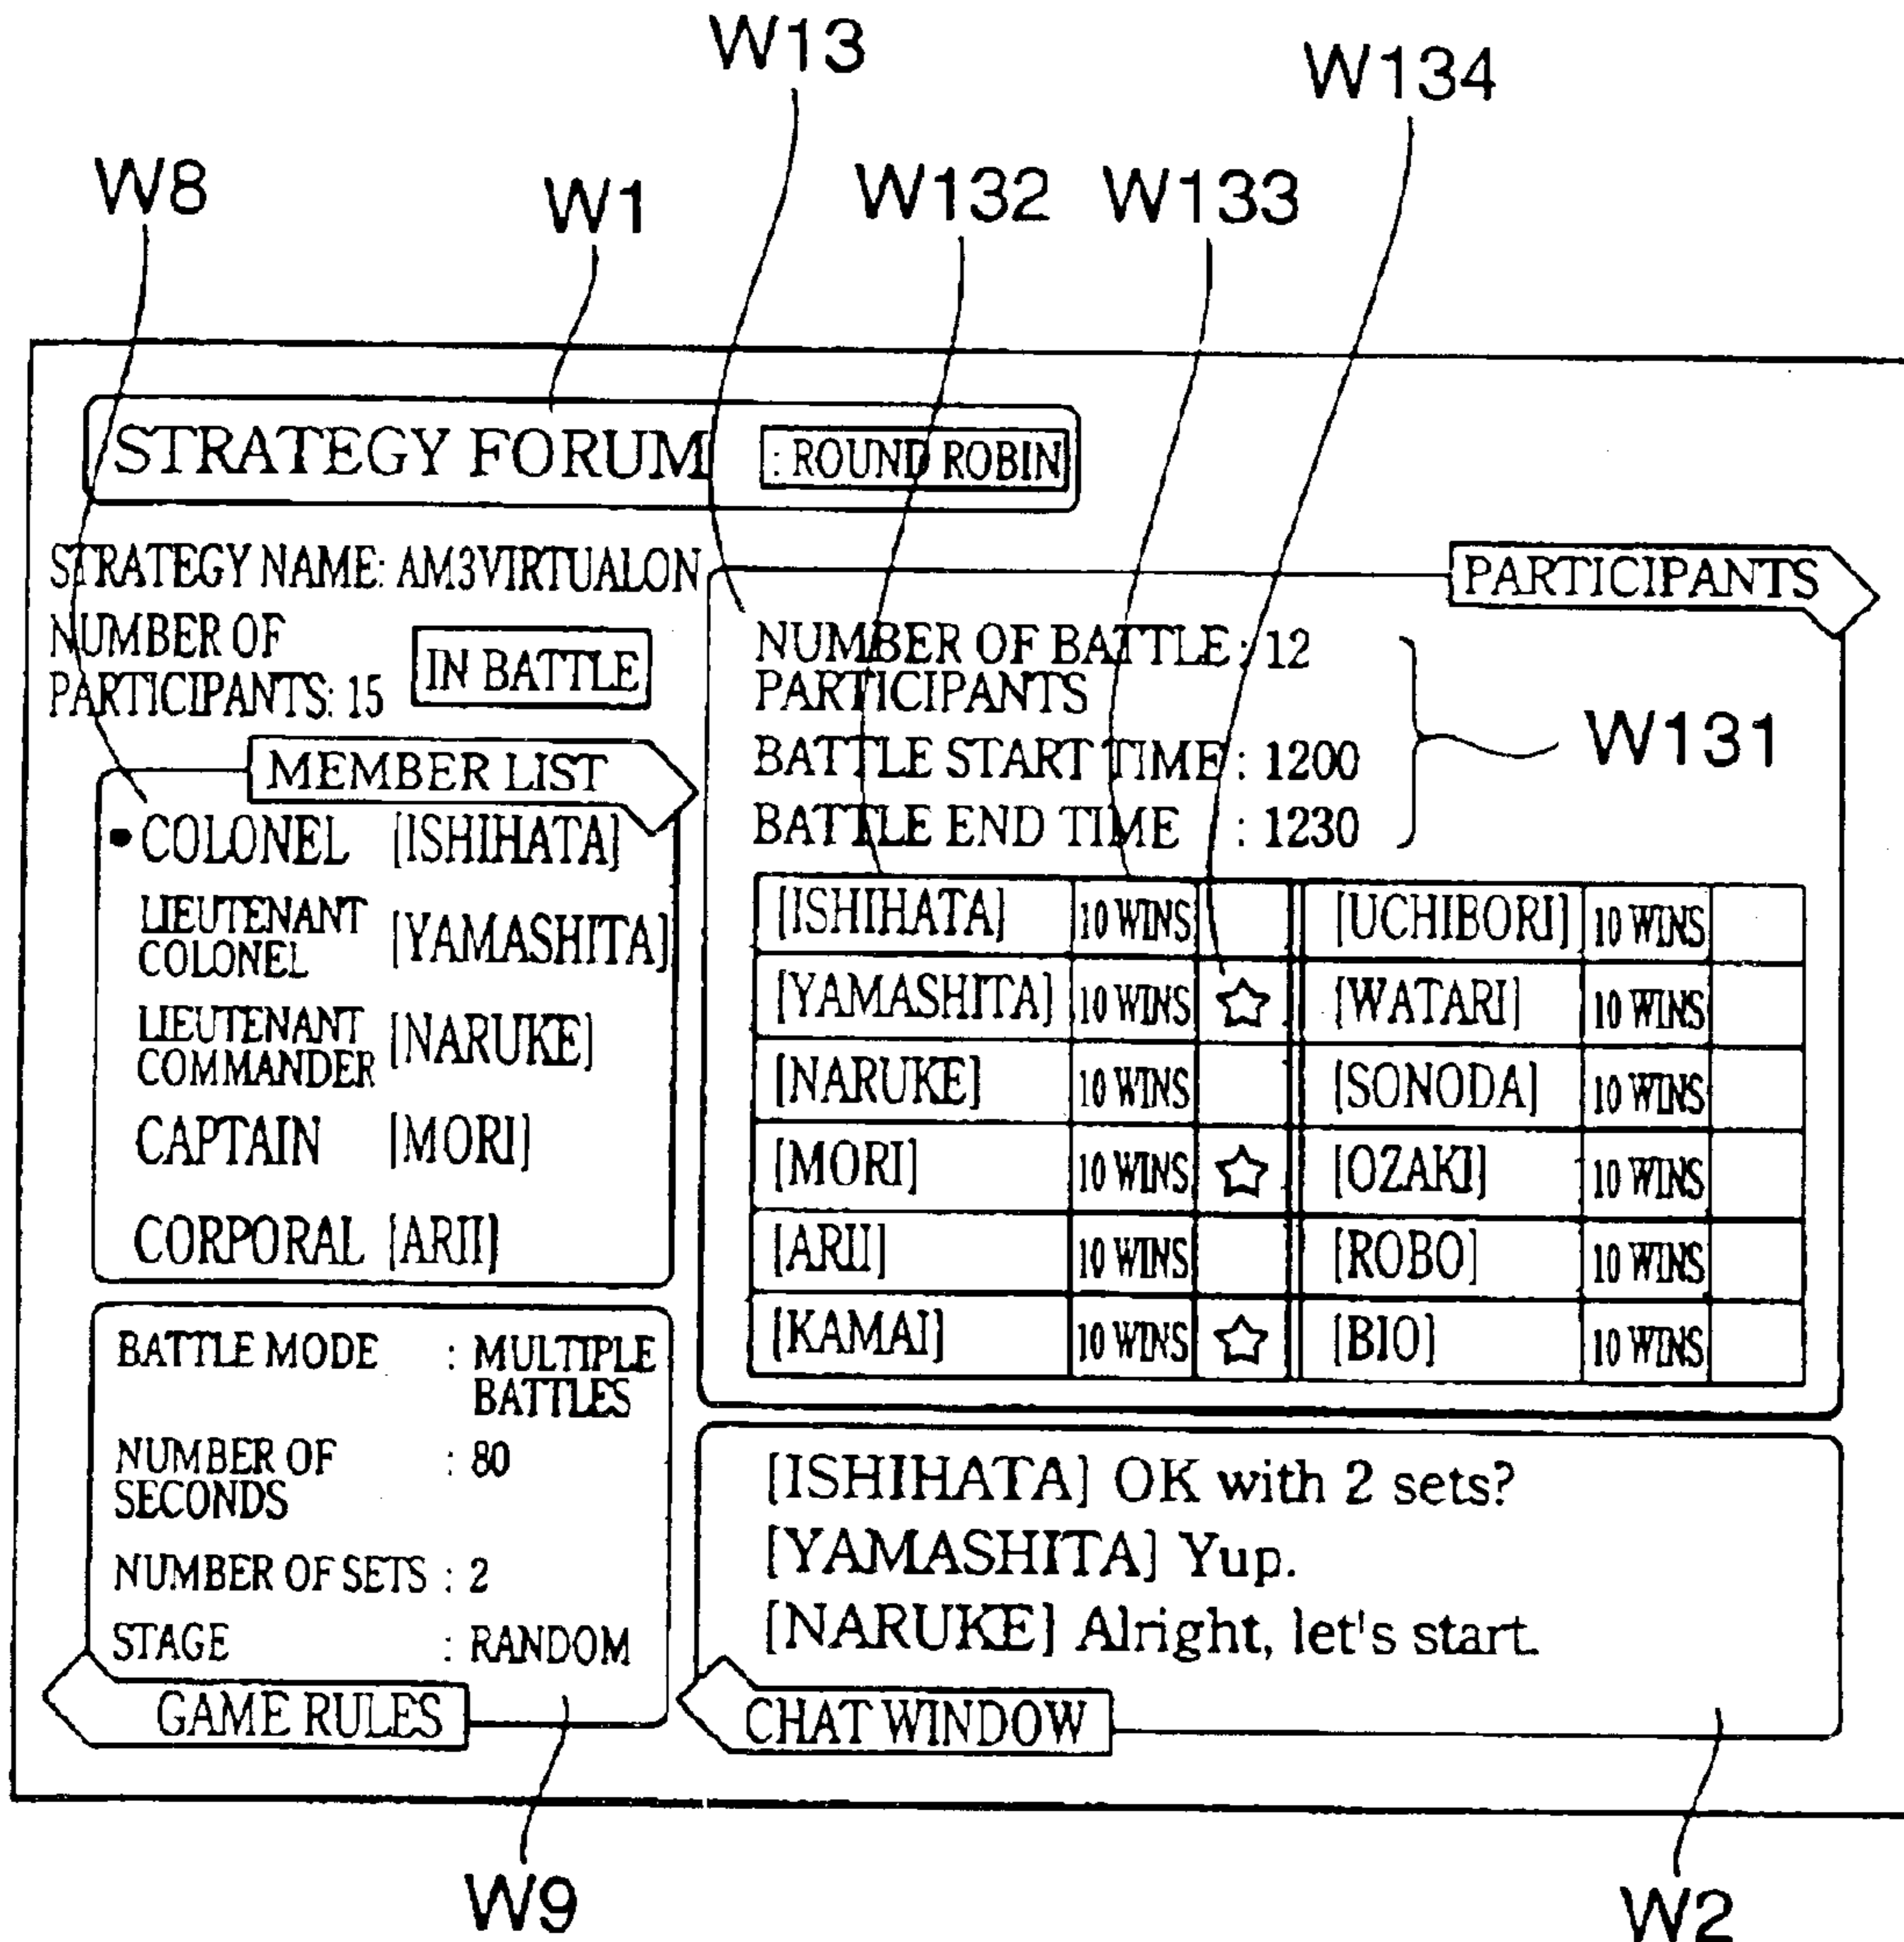 W13
W134
W8
W1
W132
W133
STRATEGY FORUM : ROUND ROBIN
STRATEGY NAME: AM3VIRTUALON
NUMBER OF
PARTICIPANTS: 15
IN BATTLE
MEMBER LIST
• COLONEL [ISHIHATA]
LIEUTENANT
COLONEL [YAMASHITA]
LIEUTENANT
COMMANDER [NARUKE]
CAPTAIN [MORI]
CORPORAL [ARII]
PARTICIPANTS
NUMBER OF BATTLE : 12
PARTICIPANTS
BATTLE START TIME : 1200
BATTLE END TIME : 1230
W131
[ISHIHATA] 10 WINS [UCHIBORI] 10 WINS
[YAMASHITA] 10 WINS ☆ [WATARI] 10 WINS
[NARUKE] 10 WINS [SONODA] 10 WINS
[MORI] 10 WINS ☆ [OZAKI] 10 WINS
[ARII] 10 WINS [ROBO] 10 WINS
[KAMAI] 10 WINS ☆ [BIO] 10 WINS
BATTLE MODE : MULTIPLE
BATTLES
NUMBER OF : 80
SECONDS
NUMBER OF SETS : 2
STAGE : RANDOM
GAME RULES
[ISHIHATA] OK with 2 sets?
[YAMASHITA] Yup.
[NARUKE] Alright, let's start.
CHAT WINDOW
W9
W2